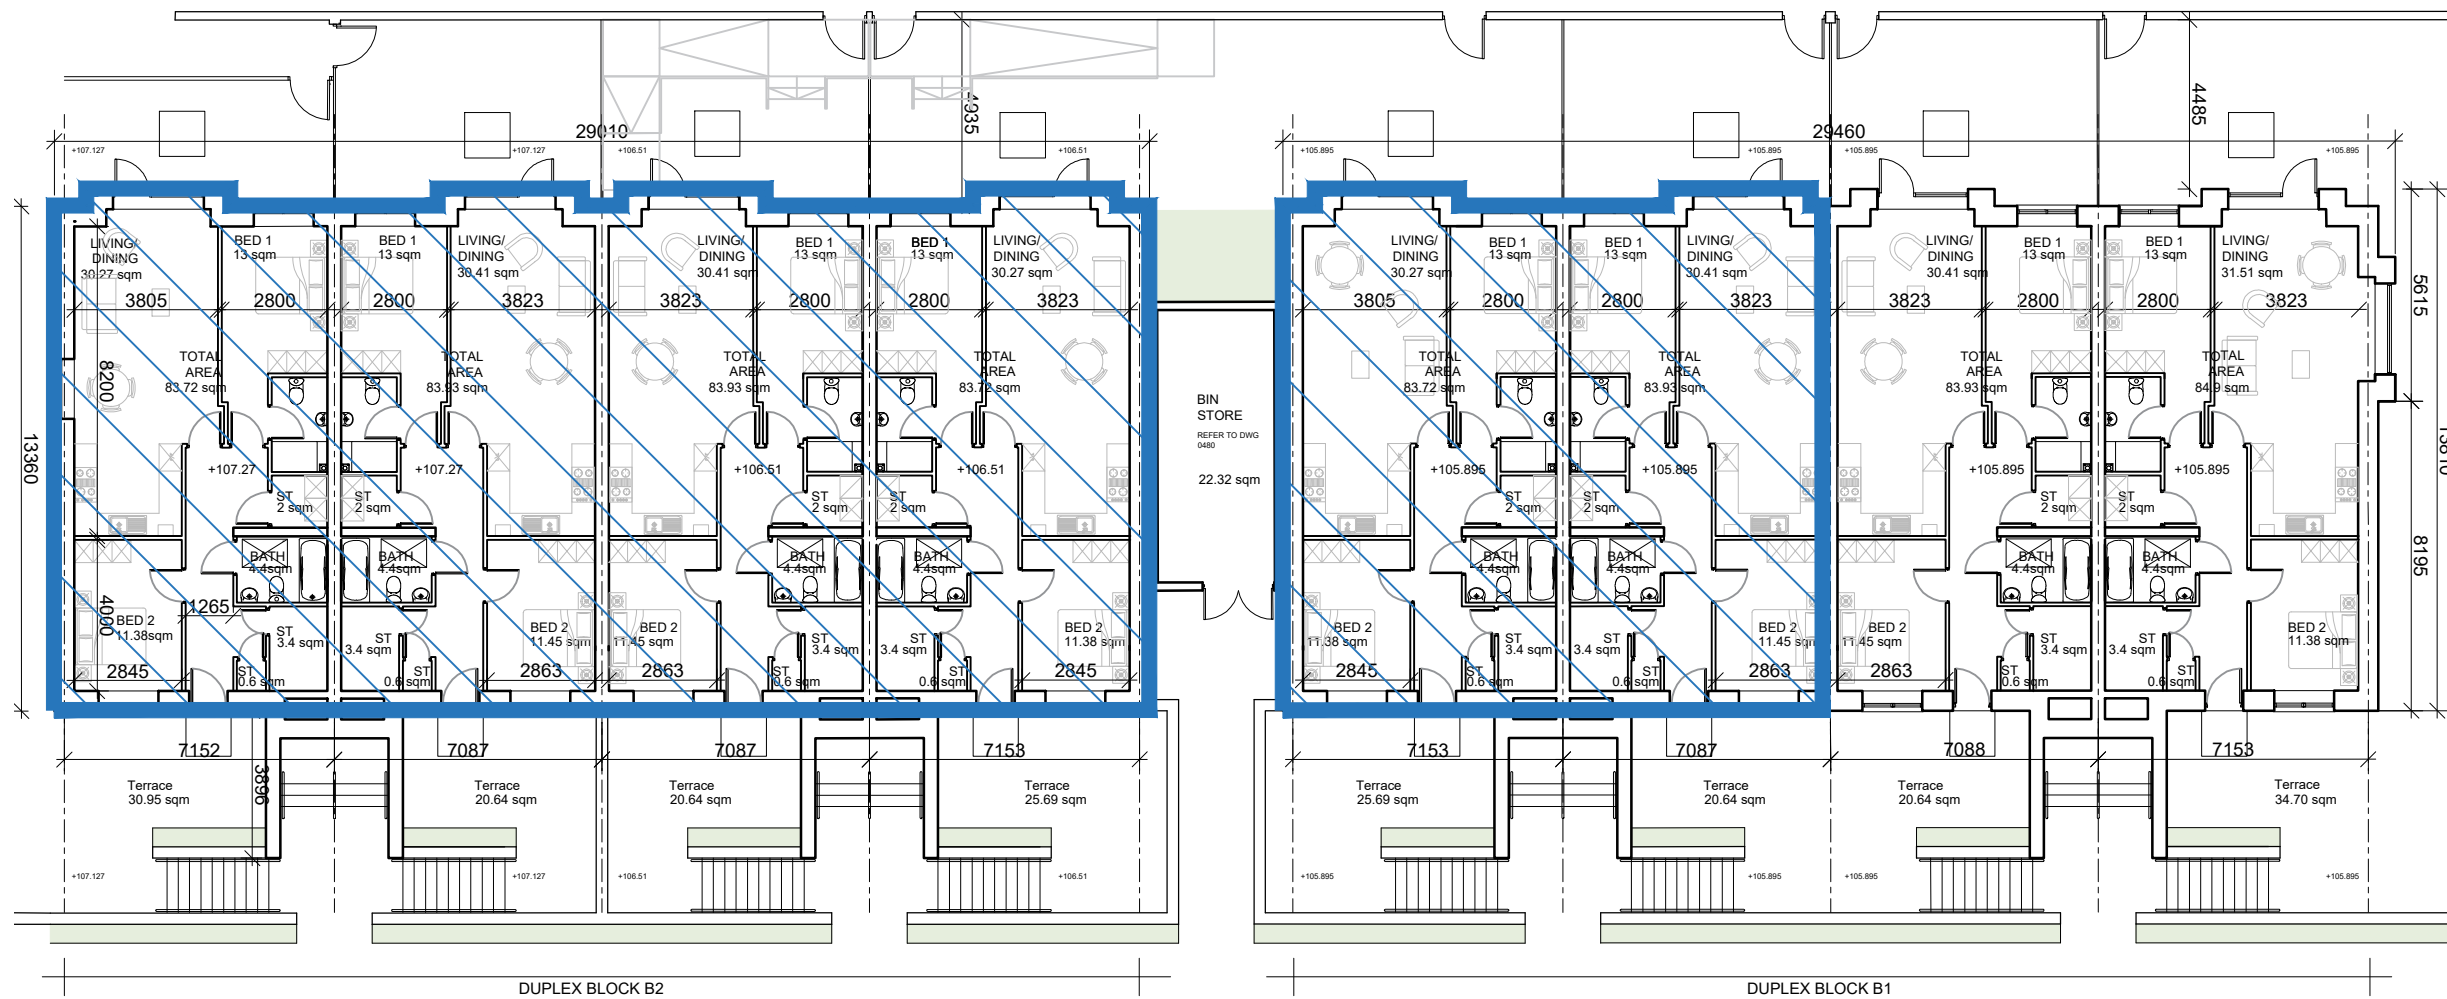 4935
4485
29010
29460
+107.127
+107.127
+106.51
+106.51
+105.895
+105.895
+105.895
+105.895
LIVING/
DINING
30.27 sqm
BED 1
13 sqm
BED 1
13 sqm
LIVING/
DINING
30.41 sqm
LIVING/
DINING
30.41 sqm
BED 1
13 sqm
BED 1
13 sqm
LIVING/
DINING
30.27 sqm
LIVING/
DINING
30.27 sqm
BED 1
13 sqm
BED 1
13 sqm
LIVING/
DINING
30.41 sqm
LIVING/
DINING
30.41 sqm
BED 1
13 sqm
BED 1
13 sqm
LIVING/
DINING
31.51 sqm
3805
2800
2800
3823
3823
2800
2800
3823
3805
2800
2800
3823
3823
2800
2800
3823
5615
8200
13360
TOTAL
AREA
83.72 sqm
TOTAL
AREA
83.93 sqm
TOTAL
AREA
83.93 sqm
TOTAL
AREA
83.72 sqm
TOTAL
AREA
83.72 sqm
TOTAL
AREA
83.93 sqm
TOTAL
AREA
83.93 sqm
TOTAL
AREA
84.9 sqm
BIN
STORE
REFER TO DWG
0480
22.32 sqm
+107.27
+107.27
+106.51
+106.51
+105.895
+105.895
+105.895
+105.895
13810
ST
2 sqm
ST
2 sqm
ST
2 sqm
ST
2 sqm
ST
2 sqm
ST
2 sqm
ST
2 sqm
ST
2 sqm
BATH
4.4sqm
BATH
4.4sqm
BATH
4.4sqm
BATH
4.4sqm
BATH
4.4sqm
BATH
4.4sqm
BATH
4.4sqm
BATH
4.4sqm
8195
4000
1265
BED 2
11.38sqm
BED 2
11.45 sqm
BED 2
11.45 sqm
BED 2
11.38 sqm
BED 2
11.38 sqm
BED 2
11.45 sqm
BED 2
11.45 sqm
BED 2
11.38 sqm
ST
3.4 sqm
ST
3.4 sqm
ST
3.4 sqm
ST
3.4 sqm
ST
3.4 sqm
ST
3.4 sqm
ST
3.4 sqm
ST
3.4 sqm
ST
0.6 sqm
ST
0.6 sqm
ST
0.6 sqm
ST
0.6 sqm
ST
0.6 sqm
ST
0.6 sqm
ST
0.6 sqm
ST
0.6 sqm
2845
2863
2863
2845
2845
2863
2863
7152
7087
7087
7153
7153
7087
7088
7153
3896
Terrace
30.95 sqm
Terrace
20.64 sqm
Terrace
20.64 sqm
Terrace
25.69 sqm
Terrace
25.69 sqm
Terrace
20.64 sqm
Terrace
20.64 sqm
Terrace
34.70 sqm
+107.127
+107.127
+106.51
+106.51
+105.895
+105.895
+105.895
+105.895
DUPLEX BLOCK B2
DUPLEX BLOCK B1